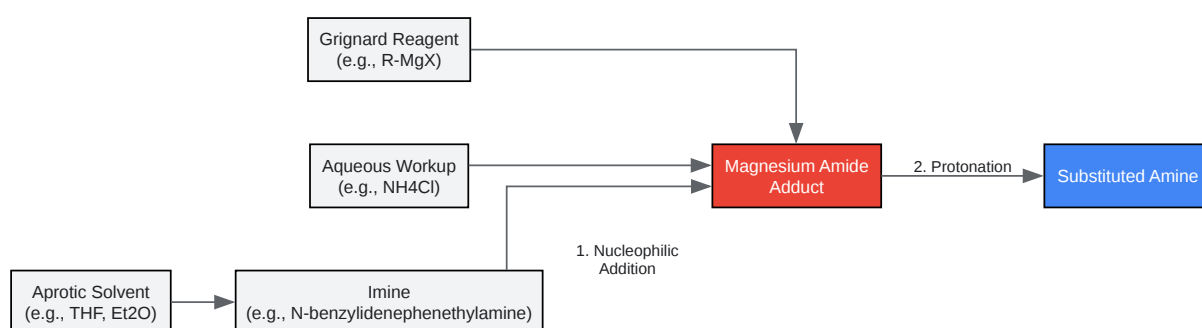 Grignard Reagent
(e.g., R-MgX)
Aqueous Workup
(e.g., NH4Cl)
Magnesium Amide
Adduct
2. Protonation
Substituted Amine
1. Nucleophilic
Addition
Aprotic Solvent
(e.g., THF, Et2O)
Imine
(e.g., N-benzylidenephenethylamine)